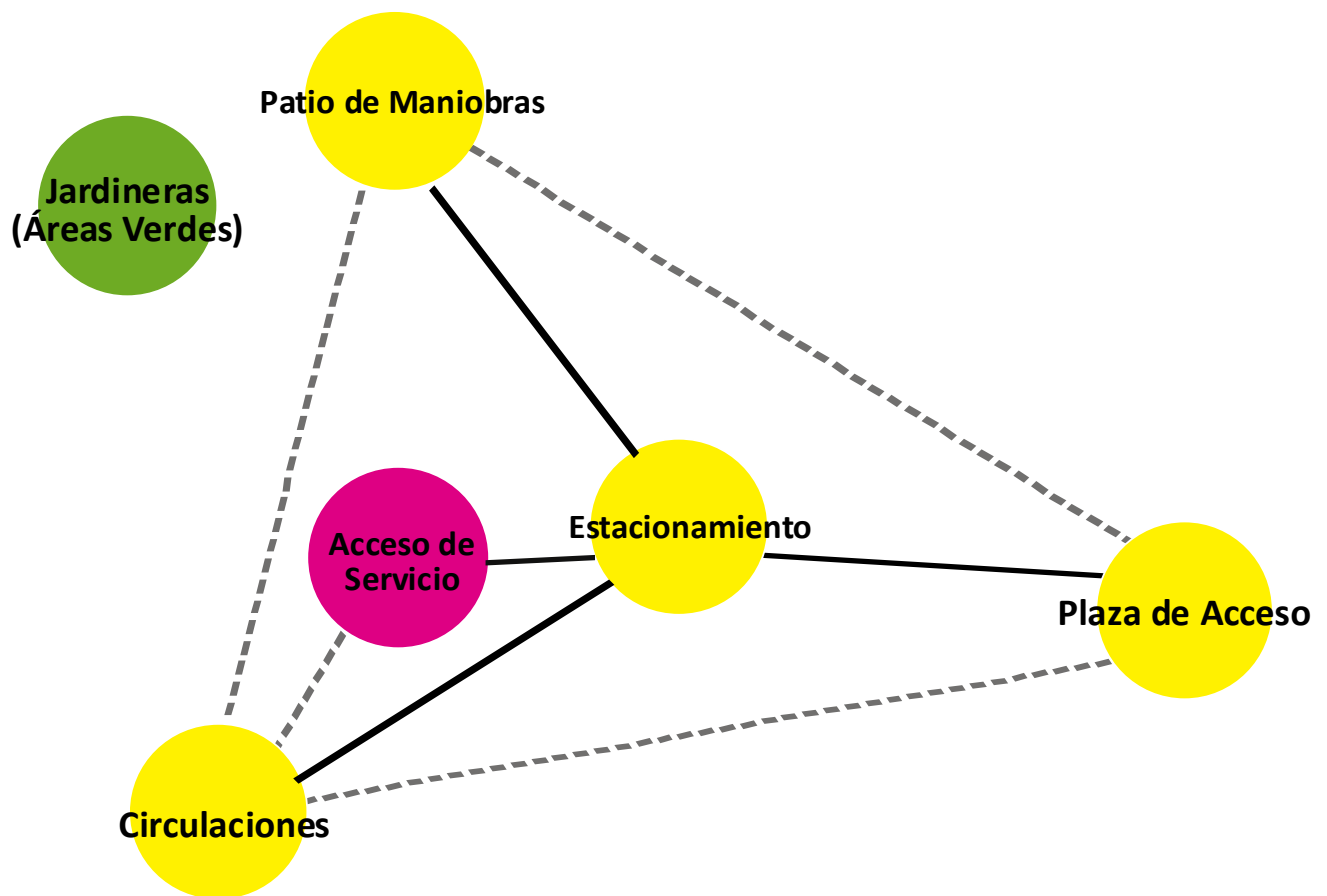 Patio de Maniobras
Jardineras
(Áreas Verdes)
Estacionamiento
Acceso de
Servicio
Plaza de Acceso
Circulaciones